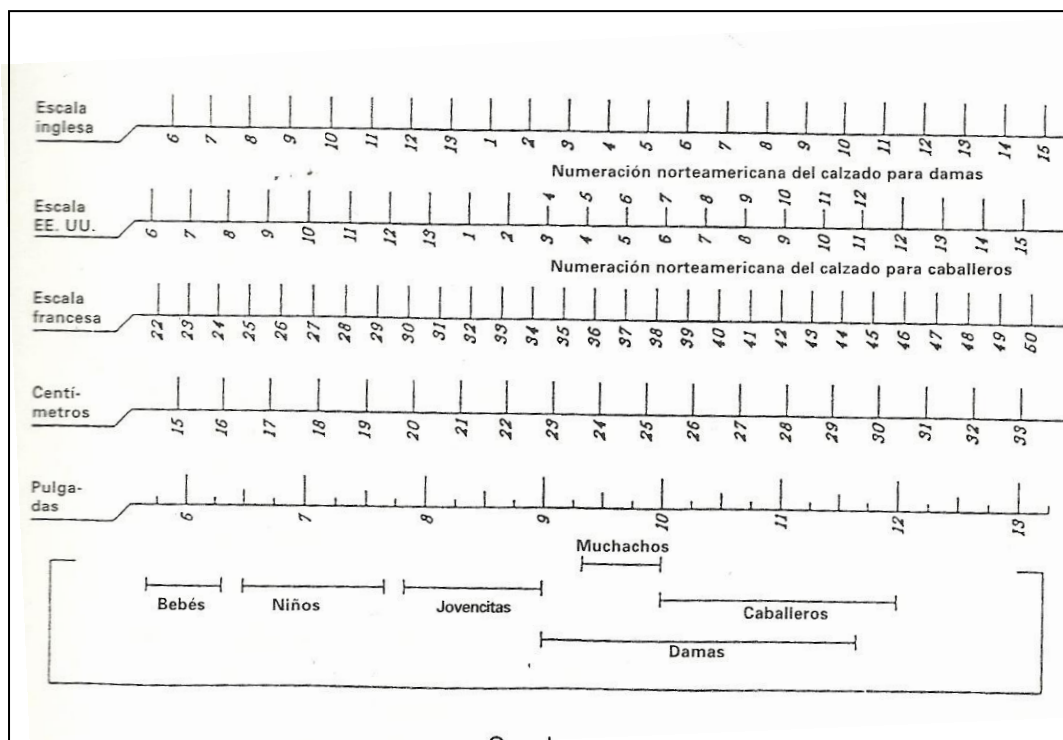 Escala
inglesa
6 7 8 9 10 11 12 13 1 2 3 4 5 6 7 8 9 10 11 12 13 14 15
Numeración norteamericana del calzado para damas
Escala
EE. UU.
4 5 6 7 8 9 10 11 12
6 7 8 9 10 11 12 13 1 2 3 4 5 6 7 8 9 10 11 12 13 14 15
Numeración norteamericana del calzado para caballeros
Escala
francesa
22 23 24 25 26 27 28 29 30 31 32 33 34 35 36 37 38 39 40 41 42 43 44 45 46 47 48 49 50
Centí-
metros
15 16 17 18 19 20 21 22 23 24 25 26 27 28 29 30 31 32 33
Pulga-
das
6 7 8 9 10 11 12 13
Muchachos
Bebés Niños Jovencitas Caballeros
Damas